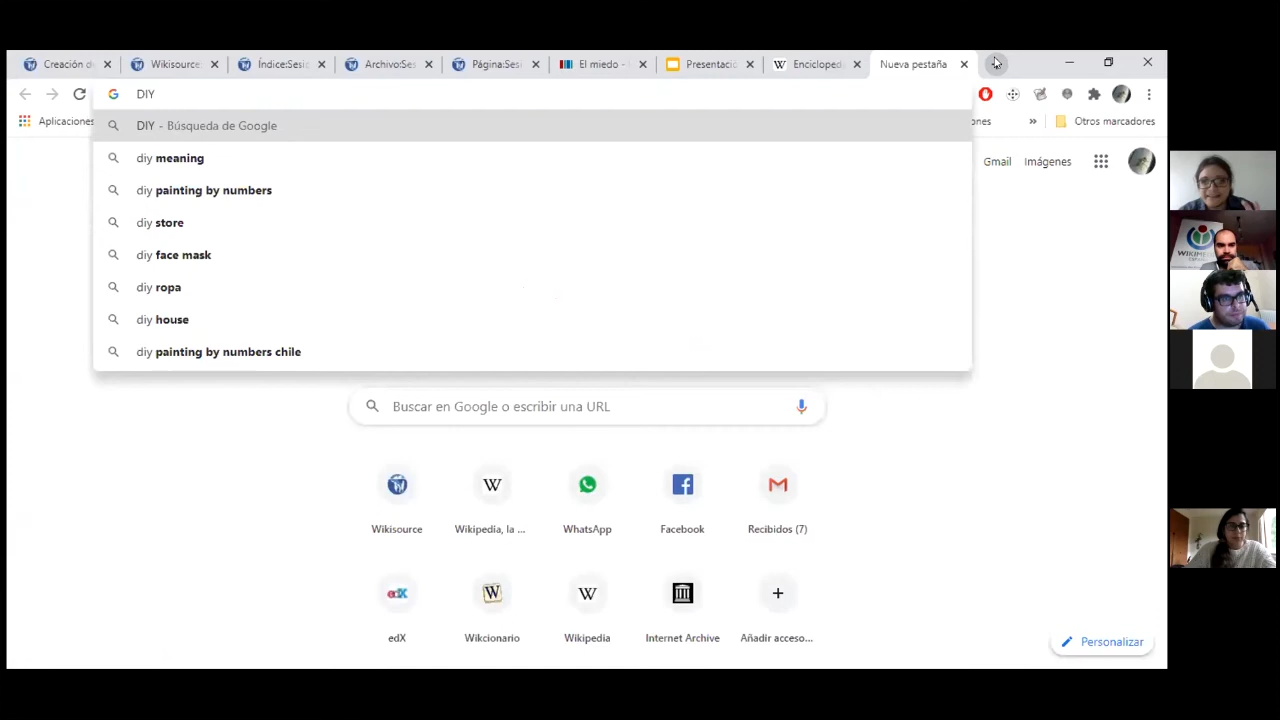 Creación d
Wikisource:
Índice:Sesi
Archivo:Ses
Página:Sesi
El miedo -
Presentaci
Encicloped
Nueva pestaña
DIY
Aplicaciones
ones
»
Otros marcadores
DIY - Búsqueda de Google
diy meaning
diy painting by numbers
diy store
diy face mask
diy ropa
diy house
diy painting by numbers chile
Gmail Imágenes
WIKIME
Buscar en Google o escribir una URL
Wikisource
Wikipedia, la ...
WhatsApp
Facebook
Recibidos (7)
edX
Wikcionario
Wikipedia
Internet Archive
Añadir acceso...
Personalizar